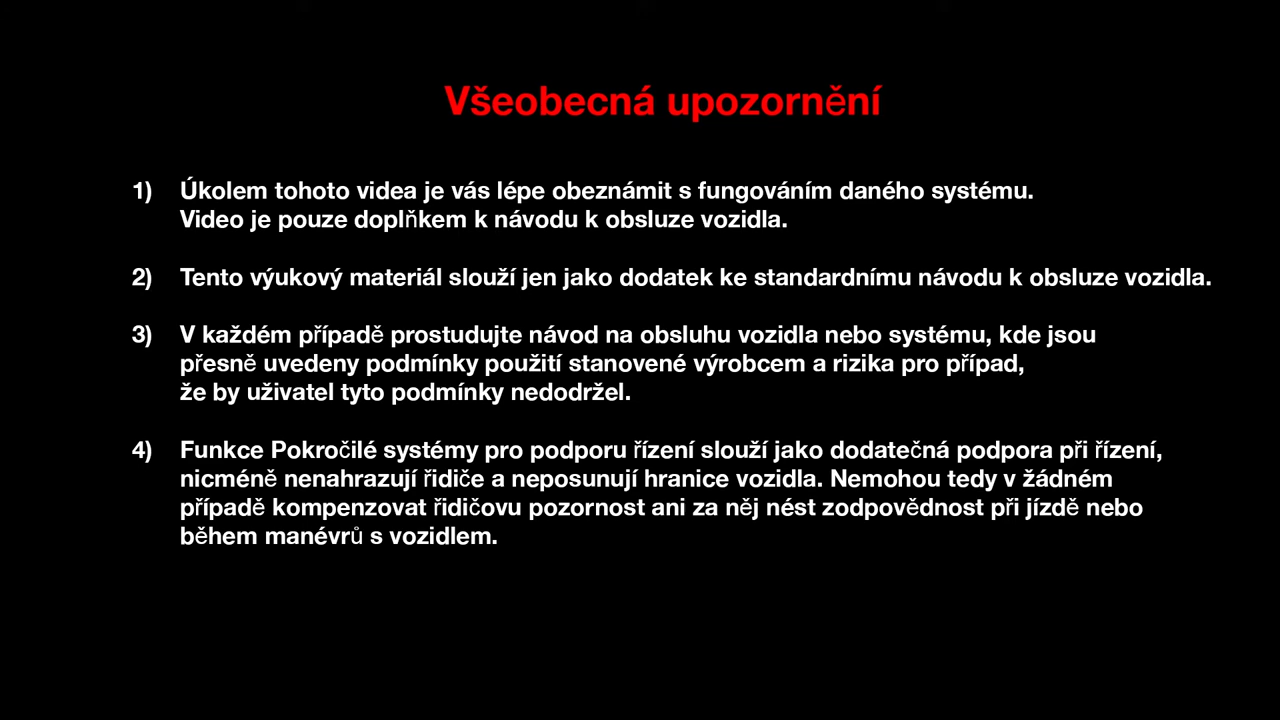 Všeobecná upozornění
1) Úkolem tohoto videa je vás lépe obeznámit s fungováním daného systému.
Video je pouze doplňkem k návodu k obsluze vozidla.
2) Tento výukový materiál slouží jen jako dodatek ke standardnímu návodu k obsluze vozidla.
3) V každém případě prostudujte návod na obsluhu vozidla nebo systému, kde jsou
přesně uvedeny podmínky použití stanovené výrobcem a rizika pro případ,
že by uživatel tyto podmínky nedodržel.
4) Funkce Pokročilé systémy pro podporu řízení slouží jako dodatečná podpora při řízení,
nicméně nenahrazují řidiče a neposunují hranice vozidla. Nemohou tedy v žádném
případě kompenzovat řidičovu pozornost ani za něj nést zodpovědnost při jízdě nebo
během manévrů s vozidlem.